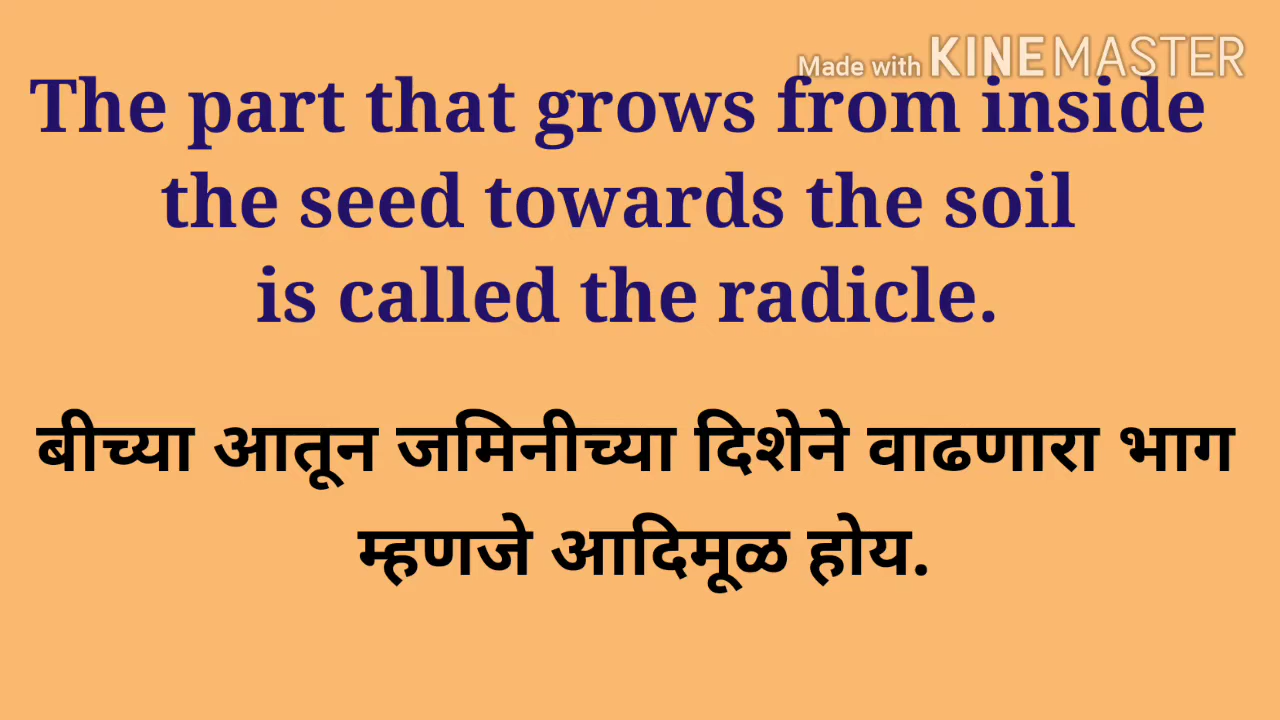 Made with KINEMASTER
The part that grows from inside
the seed towards the soil
is called the radicle.
बीच्या आतून जमिनीच्या दिशेने वाढणारा भाग
म्हणजे आदिमूळ होय.